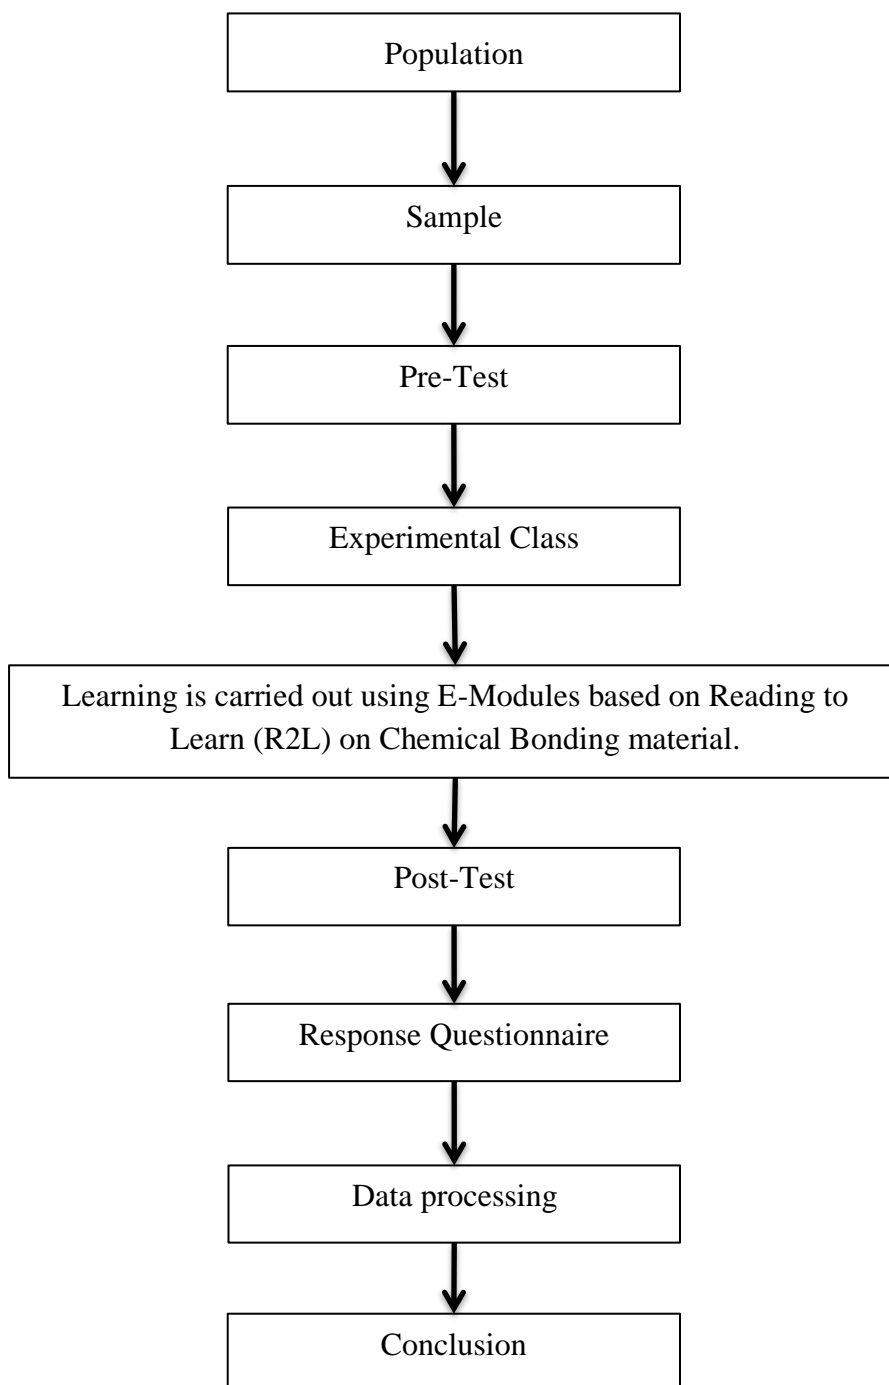 Population
Sample
Pre-Test
Experimental Class
Learning is carried out using E-Modules based on Reading to
Learn (R2L) on Chemical Bonding material.
Post-Test
Response Questionnaire
Data processing
Conclusion